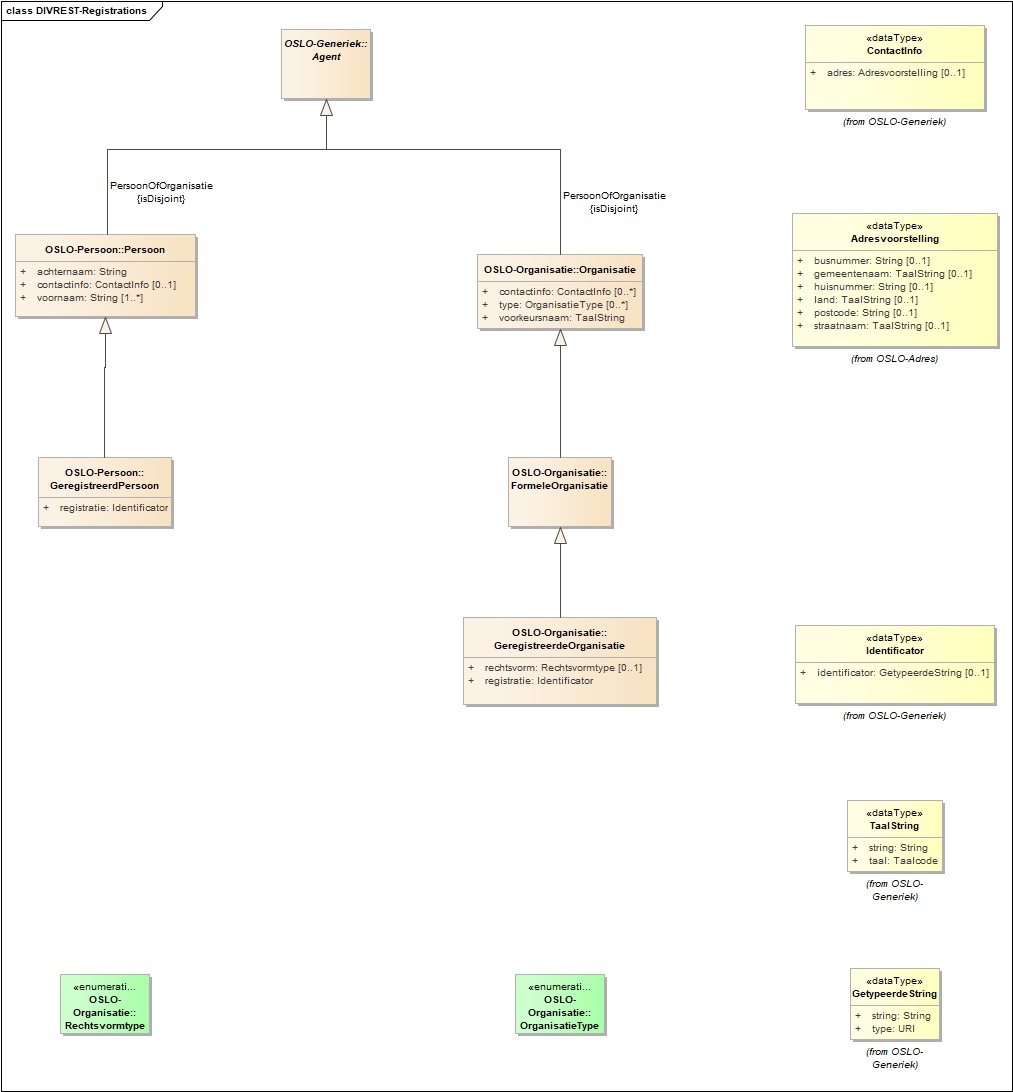 class DIVREST-Registrations
OSLO-Generiek::
Agent
«dataType»
ContactInfo
+ adres: Adresvoorstelling [0..1]
(from OSLO-Generiek)
PersoonOfOrganisatie
{isDisjoint}
PersoonOfOrganisatie
{isDisjoint}
OSLO-Persoon::Persoon
+ achternaam: String
+ contactinfo: ContactInfo [0..1]
+ voornaam: String [1..*]
OSLO-Organisatie::Organisatie
+ contactinfo: ContactInfo [0..*]
+ type: OrganisatieType [0..*]
+ voorkeursnaam: TaalString
«dataType»
Adresvoorstelling
+ busnummer: String [0..1]
+ gemeentenaam: TaalString [0..1]
+ huisnummer: String [0..1]
+ land: TaalString [0..1]
+ postcode: String [0..1]
+ straatnaam: TaalString [0..1]
(from OSLO-Adres)
OSLO-Persoon::
GeregistreerdPersoon
+ registratie: Identificator
OSLO-Organisatie::
FormeleOrganisatie
OSLO-Organisatie::
GeregistreerdeOrganisatie
+ rechtsvorm: Rechtsvormtype [0..1]
+ registratie: Identificator
«dataType»
Identificator
+ identificator: GetypeerdeString [0..1]
(from OSLO-Generiek)
«dataType»
TaalString
+ string: String
+ taal: Taalcode
(from OSLO-
Generiek)
«enumerati...
OSLO-
Organisatie::
Rechtsvormtype
«enumerati...
OSLO-
Organisatie::
OrganisatieType
«dataType»
GetypeerdeString
+ string: String
+ type: URI
(from OSLO-
Generiek)